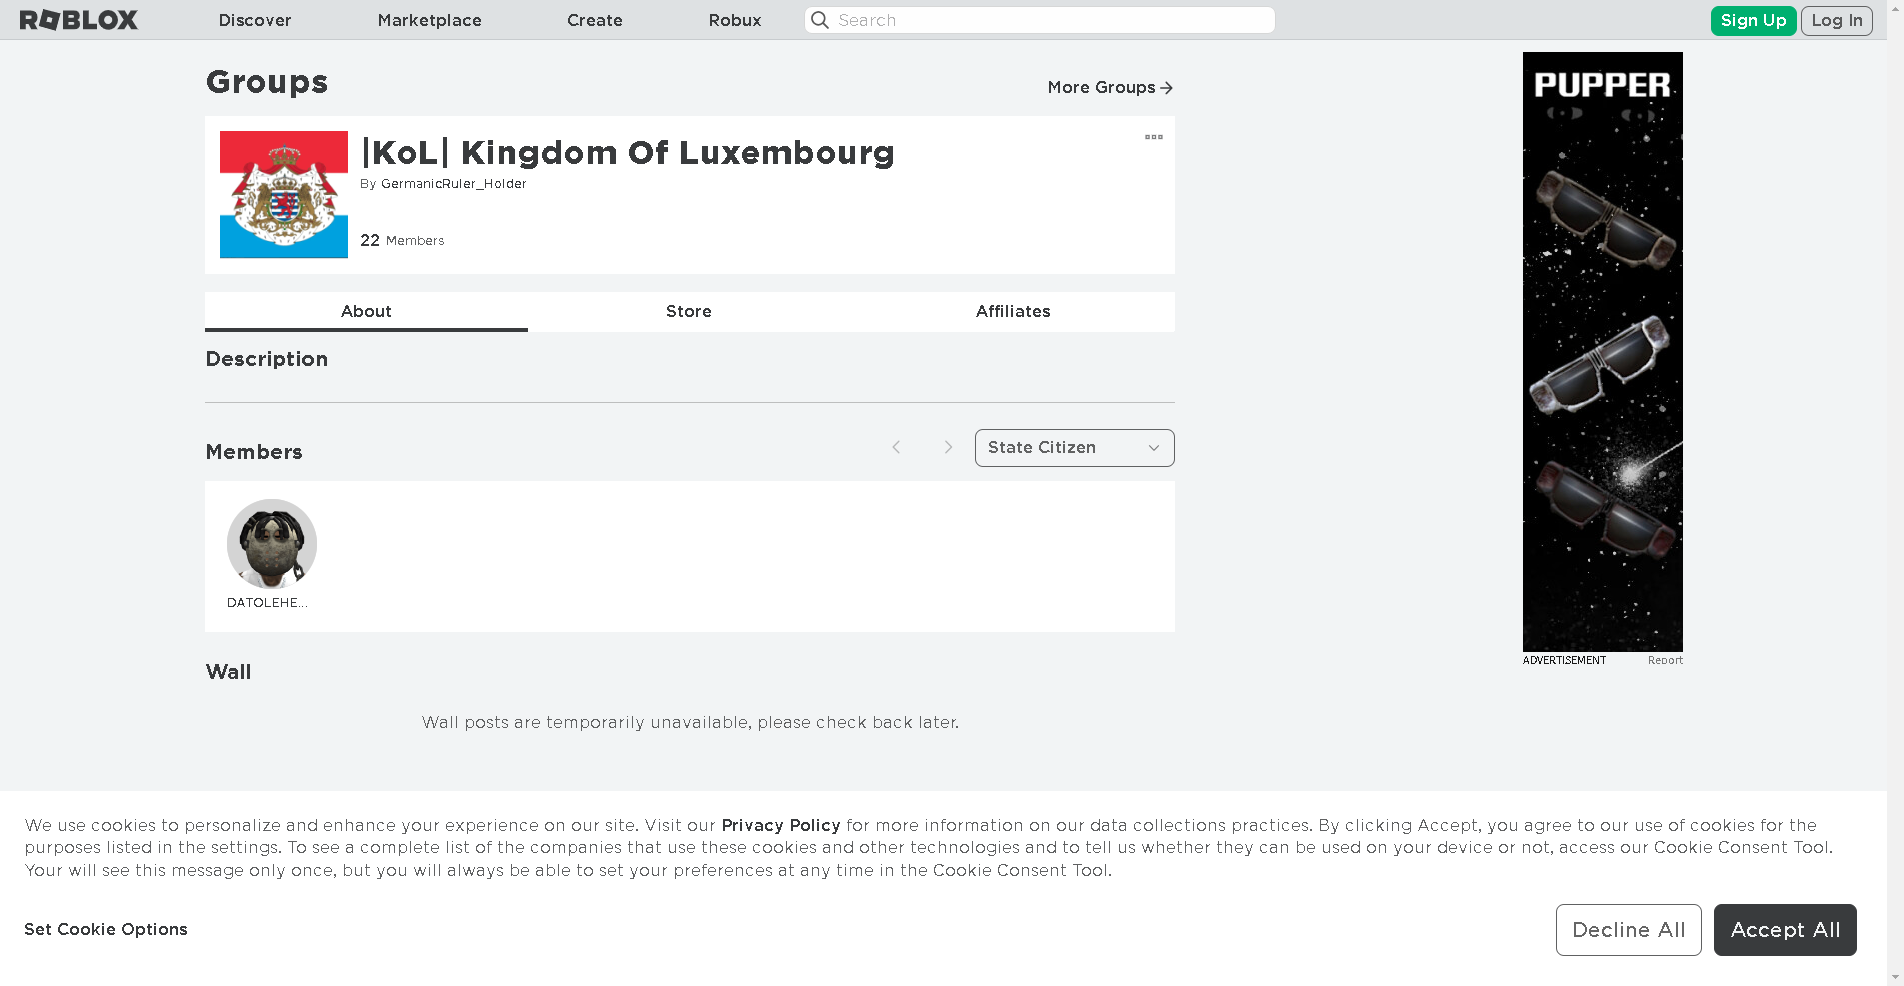 ROBLOX
Discover
Marketplace
Create
Robux
Search
Sign Up
Log In
Groups
More Groups
|KoL| Kingdom Of Luxembourg
By GermanicRuler_Holder
22 Members
About
Store
Affiliates
Description
Members
State Citizen
DATOLEHE...
Wall
Wall posts are temporarily unavailable, please check back later.
PUPPER
ADVERTISEMENT
Report
We use cookies to personalize and enhance your experience on our site. Visit our Privacy Policy for more information on our data collections practices. By clicking Accept, you agree to our use of cookies for the
purposes listed in the settings. To see a complete list of the companies that use these cookies and other technologies and to tell us whether they can be used on your device or not, access our Cookie Consent Tool.
Your will see this message only once, but you will always be able to set your preferences at any time in the Cookie Consent Tool.
Set Cookie Options
Decline All
Accept All